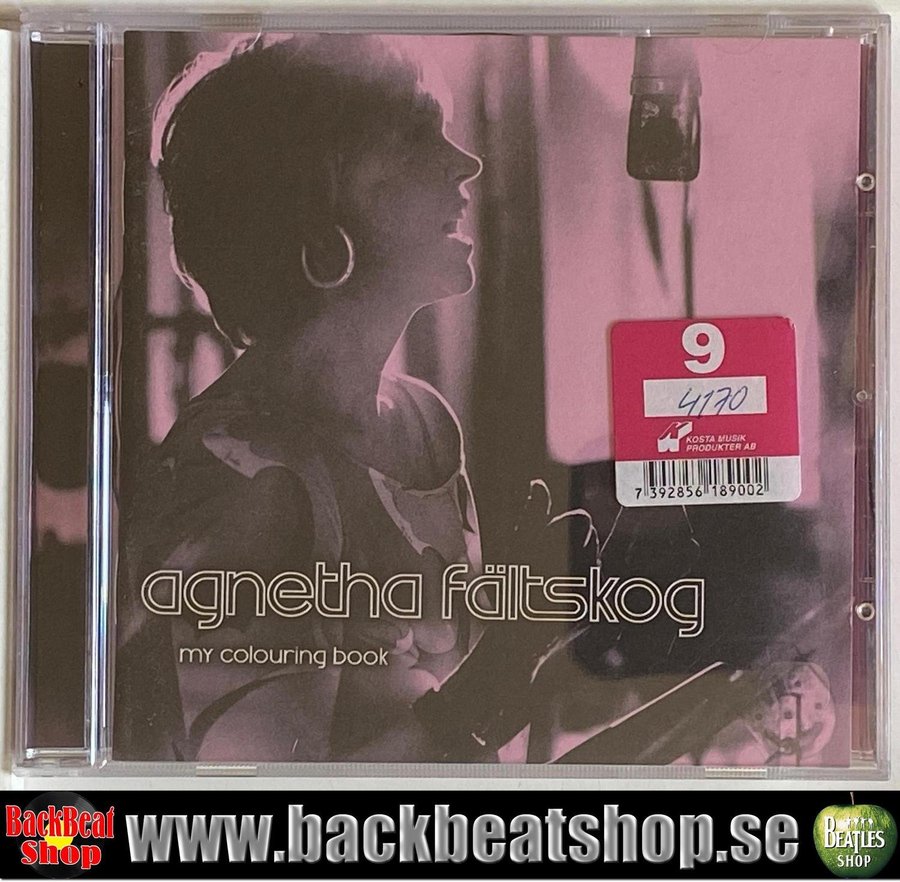 9
4170
KOSTA MUSIK
PRODUKTER AB
7 392856 189002
agnetha fältskog
my colouring book
BackBeat
Shop
www.backbeatshop.se
BEATLES
SHOP